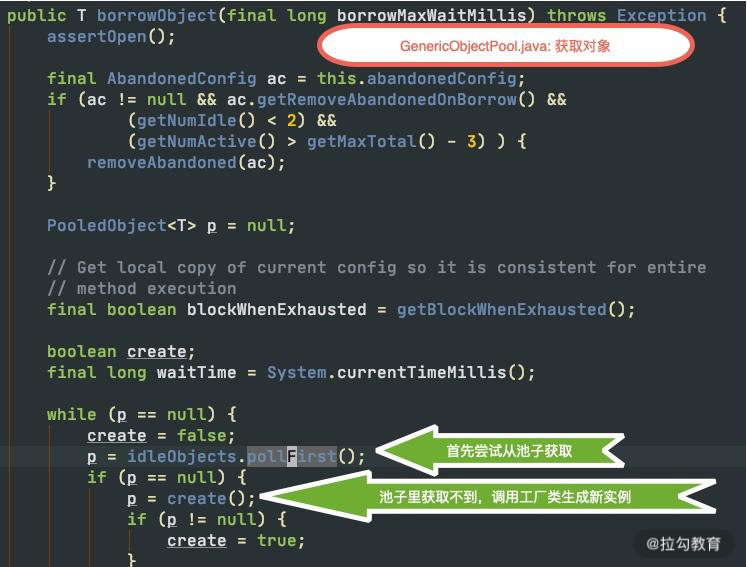 public T borrowObject(final long borrowMaxWaitMillis) throws Exception {
assertOpen();
GenericObjectPool.java: 获取对象
final AbandonedConfig ac = this.abandonedConfig;
if (ac != null && ac.getRemoveAbandonedOnBorrow() &&
(getNumIdle() < 2) &&
(getNumActive() > getMaxTotal() - 3) ) {
removeAbandoned(ac);
}
PooledObject<T> p = null;
// Get local copy of current config so it is consistent for entire
// method execution
final boolean blockWhenExhausted = getBlockWhenExhausted();
boolean create;
final long waitTime = System.currentTimeMillis();
while (p == null) {
create = false;
p = idleObjects.pollFirst();
首先尝试从池子获取
if (p == null) {
p = create();
池子里获取不到，调用工厂类生成新实例
if (p != null) {
create = true;
}
@拉勾教育